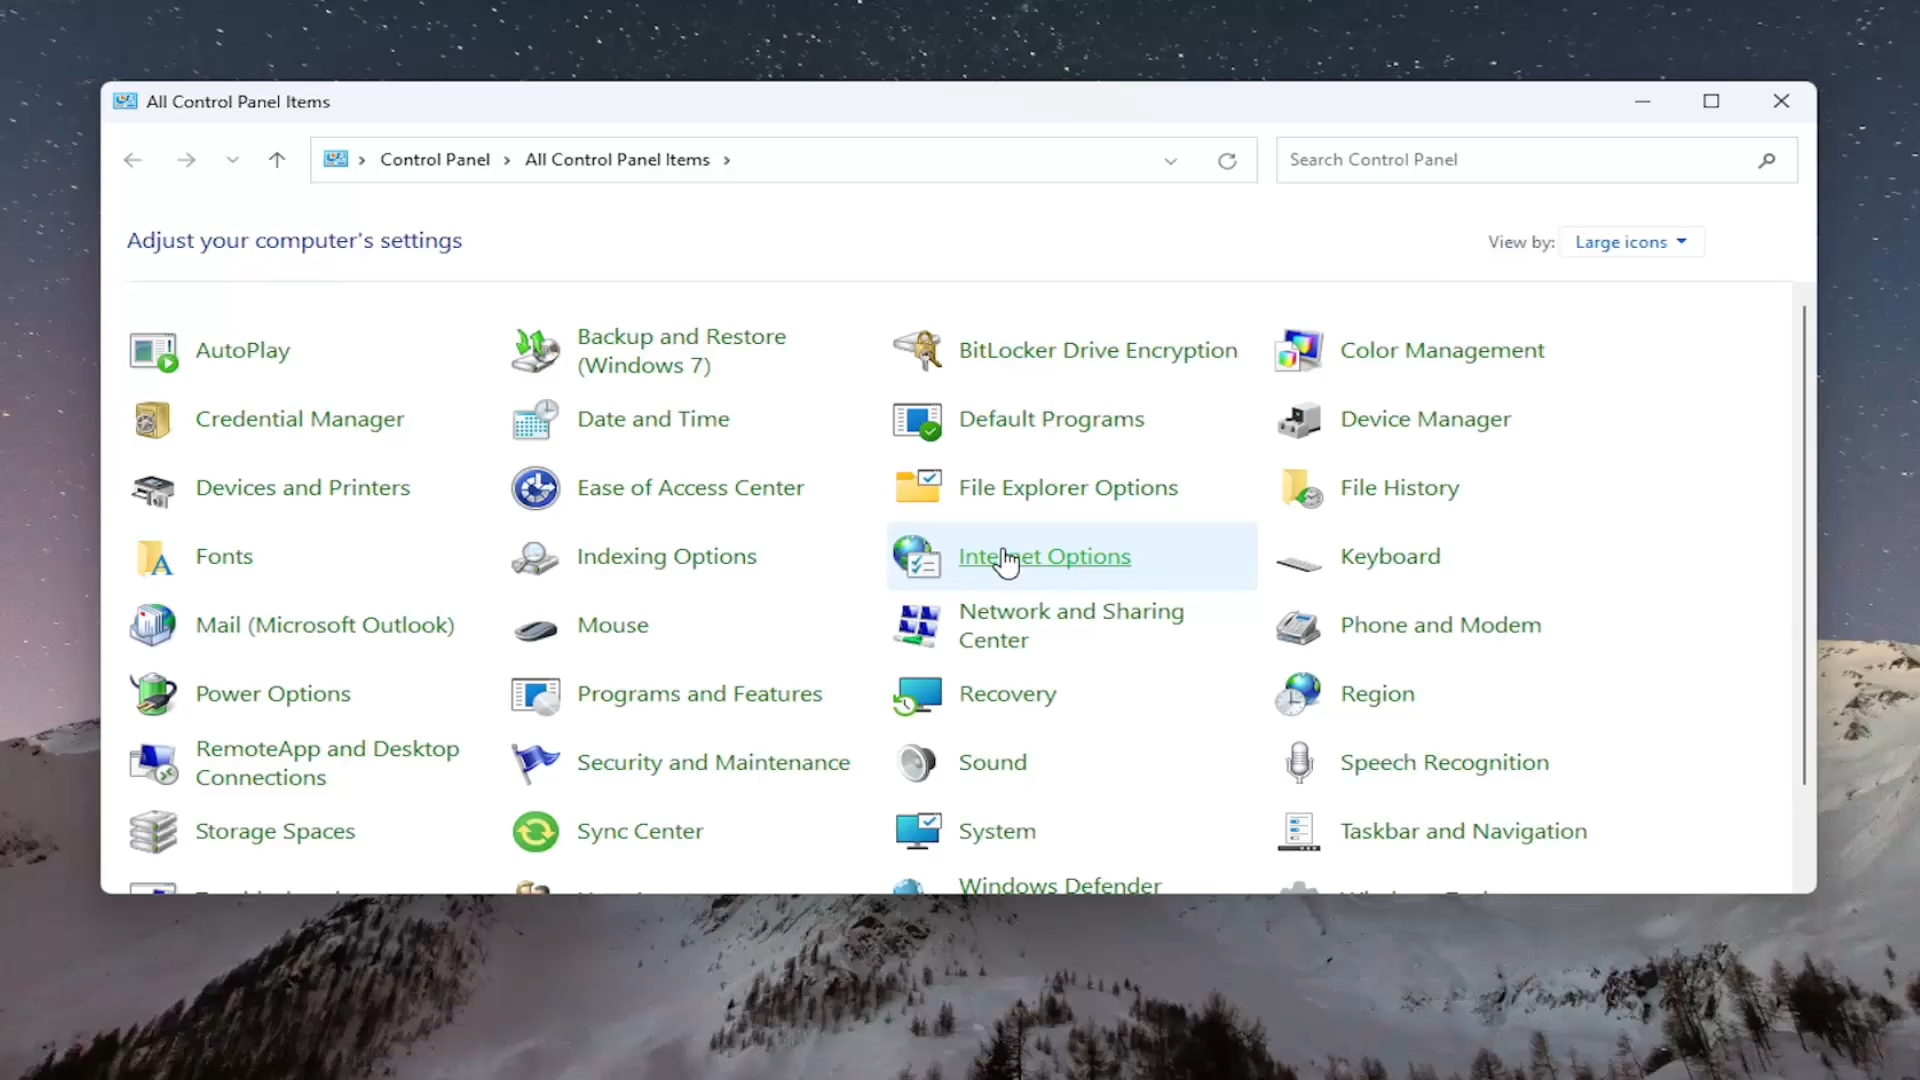 All Control Panel Items
Control Panel
All Control Panel Items
Search Control Panel
Adjust your computer's settings
View by:
Large icons
AutoPlay
Backup and Restore
(Windows 7)
BitLocker Drive Encryption
Color Management
Credential Manager
Date and Time
Default Programs
Device Manager
Devices and Printers
Ease of Access Center
File Explorer Options
File History
Fonts
Indexing Options
Internet Options
Keyboard
Mail (Microsoft Outlook)
Mouse
Network and Sharing
Center
Phone and Modem
Power Options
Programs and Features
Recovery
Region
RemoteApp and Desktop
Connections
Security and Maintenance
Sound
Speech Recognition
Storage Spaces
Sync Center
System
Taskbar and Navigation
Windows Defender